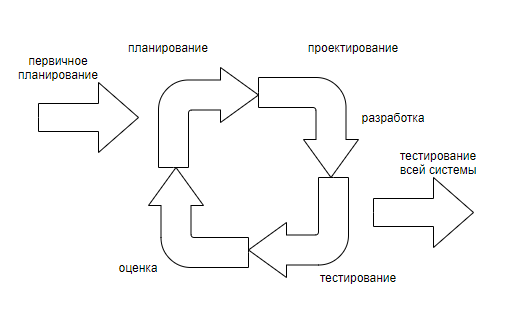 планирование
проектирование
первичное
планирование
разработка
тестирование
всей системы
оценка
тестирование